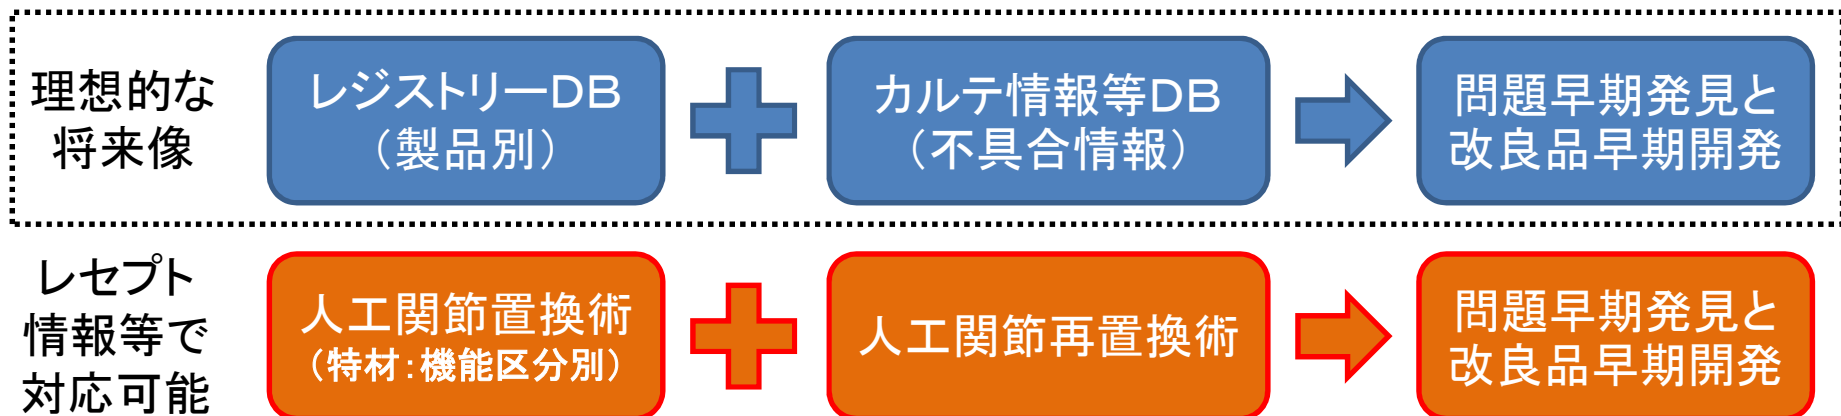 理想的な
将来像
レジストリーＤＢ
（製品別）
カルテ情報等ＤＢ
（不具合情報）
問題早期発見と
改良品早期開発
レセプト
情報等で
対応可能
人工関節置換術
（特材：機能区分別）
人工関節再置換術
問題早期発見と
改良品早期開発